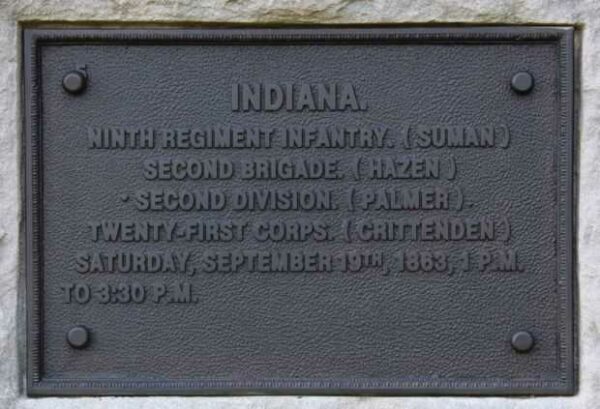 INDIANA.
NINTH REGIMENT INFANTRY. (SUMAN)
SECOND BRIGADE. (HAZEN)
SECOND DIVISION. (PALMER).
TWENTY-FIRST CORPS. (CRITTENDEN)
SATURDAY, SEPTEMBER 19TH, 1863, 1 P.M.
TO 3:30 P.M.